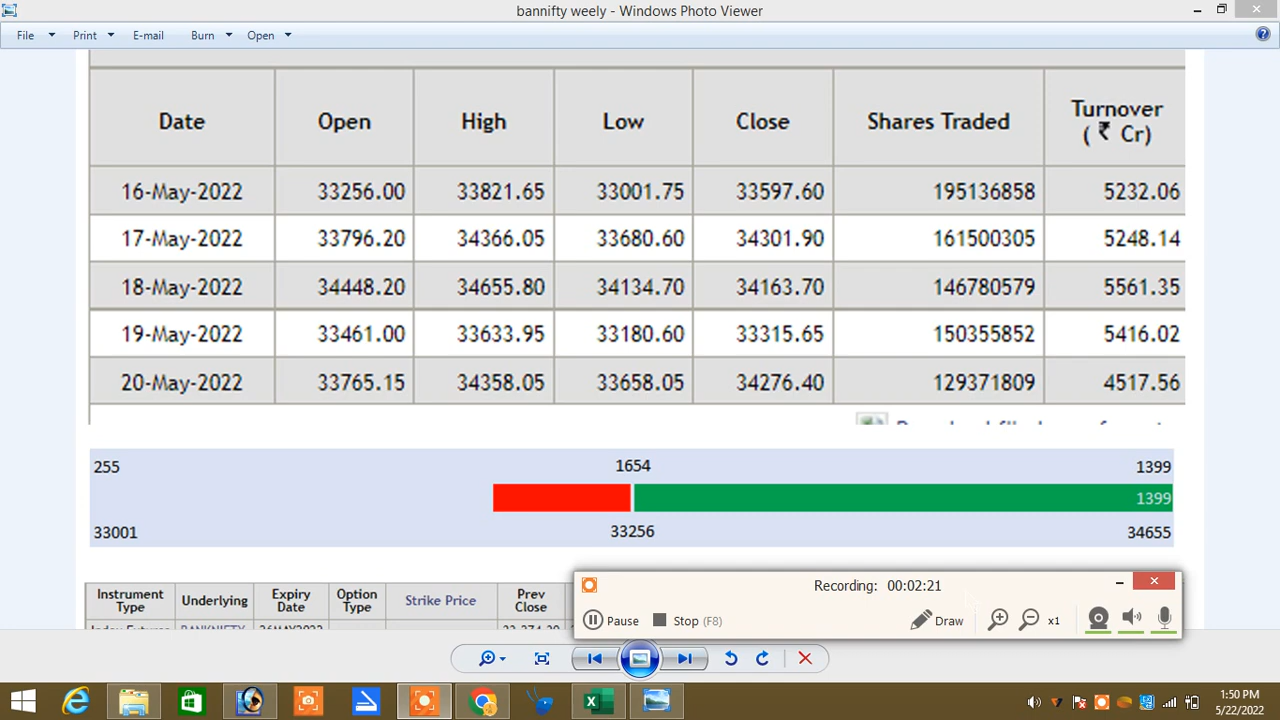 bannifty weely - Windows Photo Viewer
File Print E-mail Burn Open
Date Open High Low Close Shares Traded Turnover ( ₹ Cr)
16-May-2022 33256.00 33821.65 33001.75 33597.60 195136858 5232.06
17-May-2022 33796.20 34366.05 33680.60 34301.90 161500305 5248.14
18-May-2022 34448.20 34655.80 34134.70 34163.70 146780579 5561.35
19-May-2022 33461.00 33633.95 33180.60 33315.65 150355852 5416.02
20-May-2022 33765.15 34358.05 33658.05 34276.40 129371809 4517.56
255 1654 1399
1399
33001 33256 34655
Instrument Type Underlying Expiry Date Option Type Strike Price Prev Close
Recording: 00:02:21
Pause Stop (F8) Draw x1
1:50 PM
5/22/2022